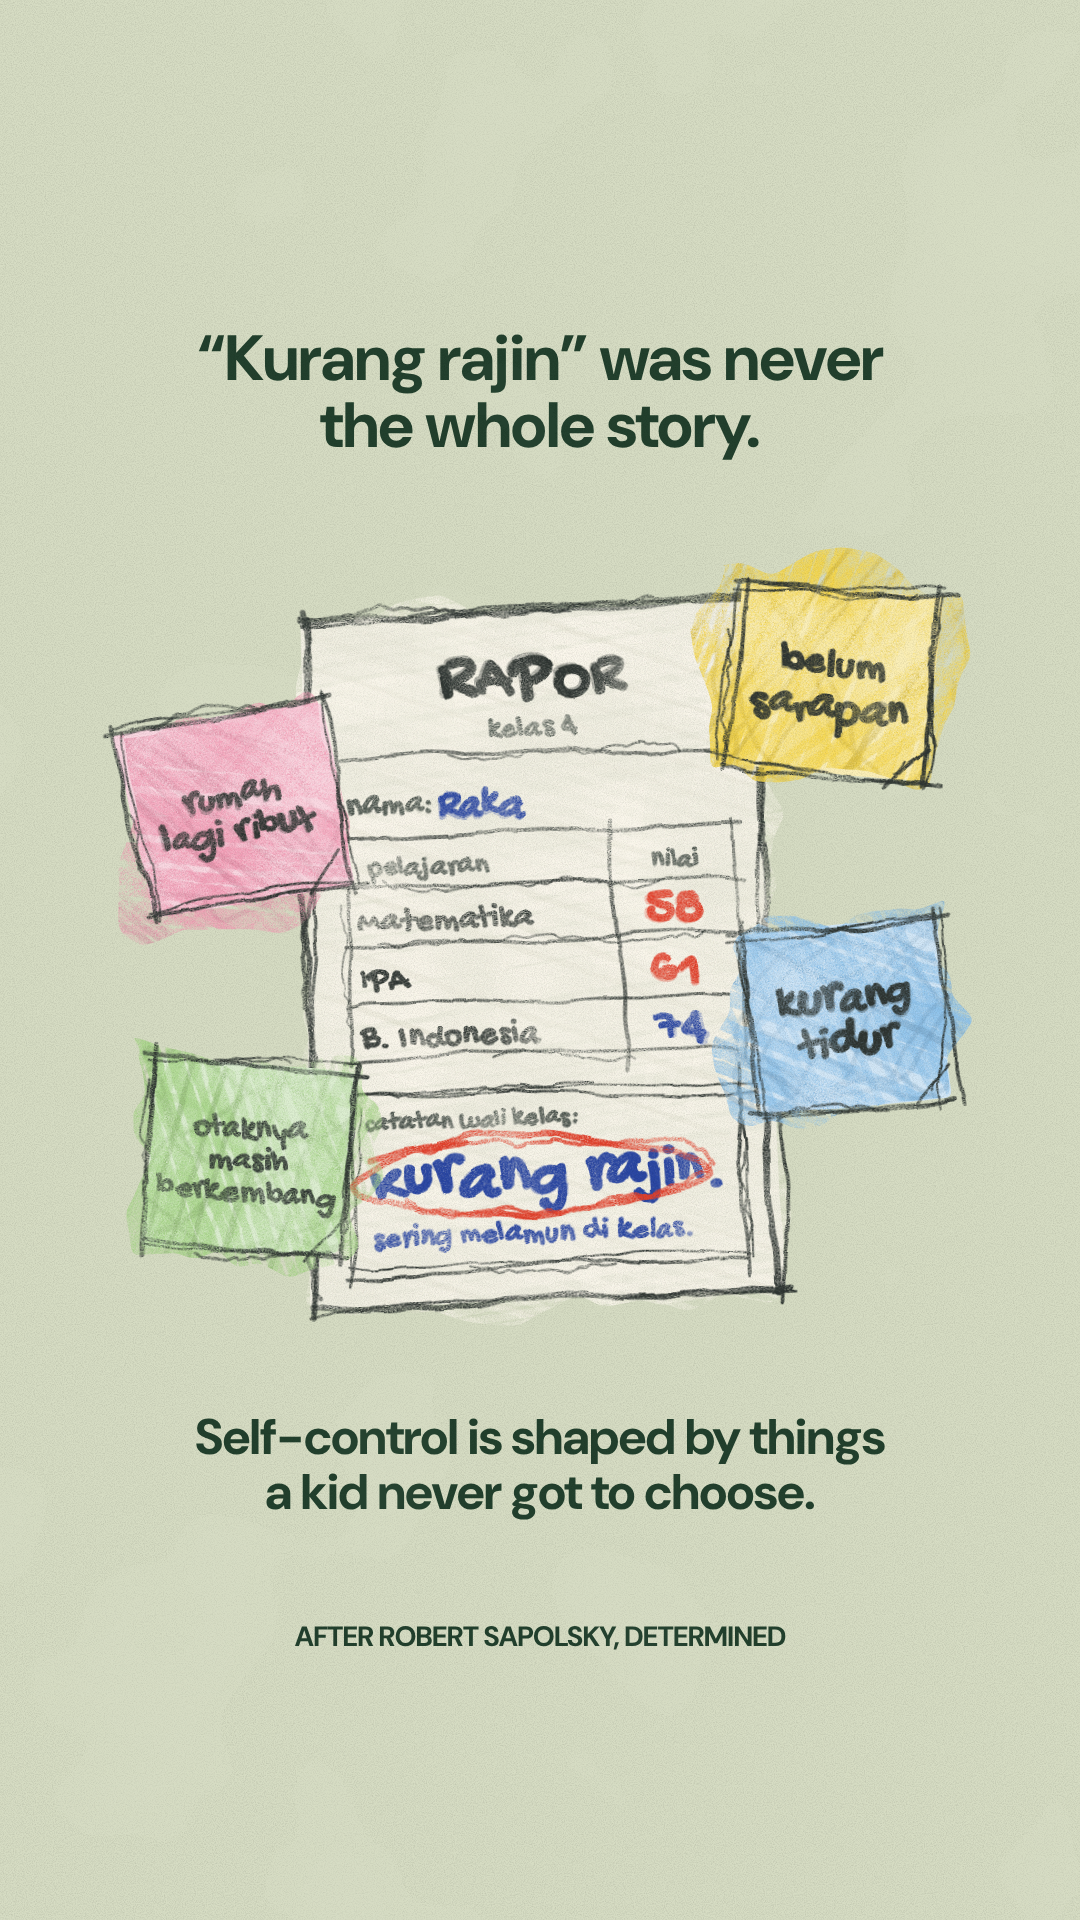 “Kurang rajin” was never
the whole story.
RAPOR
kelas 4
belum
sarapan
rumah
lagi ribut
nama: Raka
pelajaran nilai
Matematika 58
IPA 61
B. Indonesia 74
kurang
tidur
otaknya
masih
berkembang
catatan wali kelas:
kurang rajin.
sering melamun di kelas.
Self-control is shaped by things
a kid never got to choose.
AFTER ROBERT SAPOLSKY, DETERMINED